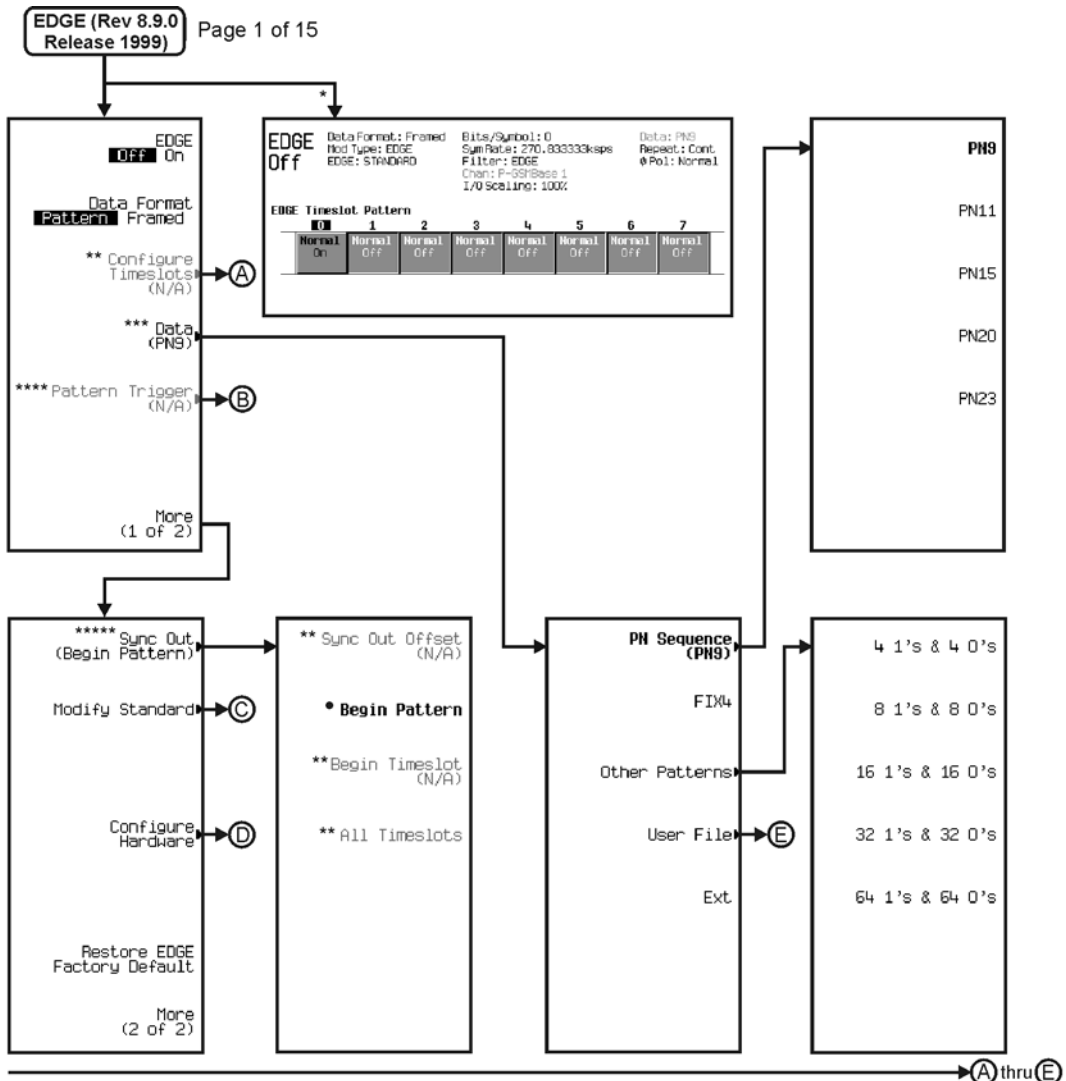 EDGE (Rev 8.9.0
Release 1999)
Page 1 of 15
*
EDGE
Off On
Data Format
Pattern Framed
** Configure
Timeslots
(N/A)
A
*** Data
(PN9)
**** Pattern Trigger
(N/A)
B
More
(1 of 2)
EDGE
Off
Data Format: Framed
Mod Type: EDGE
EDGE: STANDARD
Bits/Symbol: 0
Sym Rate: 270.833333ksps
Filter: EDGE
Chan: P-GSMBase 1
I/Q Scaling: 100%
Data: PN9
Repeat: Cont
ΦPol: Normal
EDGE Timeslot Pattern
0 1 2 3 4 5 6 7
Normal Normal Normal Normal Normal Normal Normal Normal
On Off Off Off Off Off Off Off
PN9
PN11
PN15
PN20
PN23
***** Sync Out
(Begin Pattern)
Modify Standard
C
Configure
Hardware
D
Restore EDGE
Factory Default
More
(2 of 2)
** Sync Out Offset
(N/A)
• Begin Pattern
**Begin Timeslot
(N/A)
** All Timeslots
PN Sequence
(PN9)
FIX4
Other Patterns
User File
E
Ext
4 1's & 4 0's
8 1's & 8 0's
16 1's & 16 0's
32 1's & 32 0's
64 1's & 64 0's
A thru E